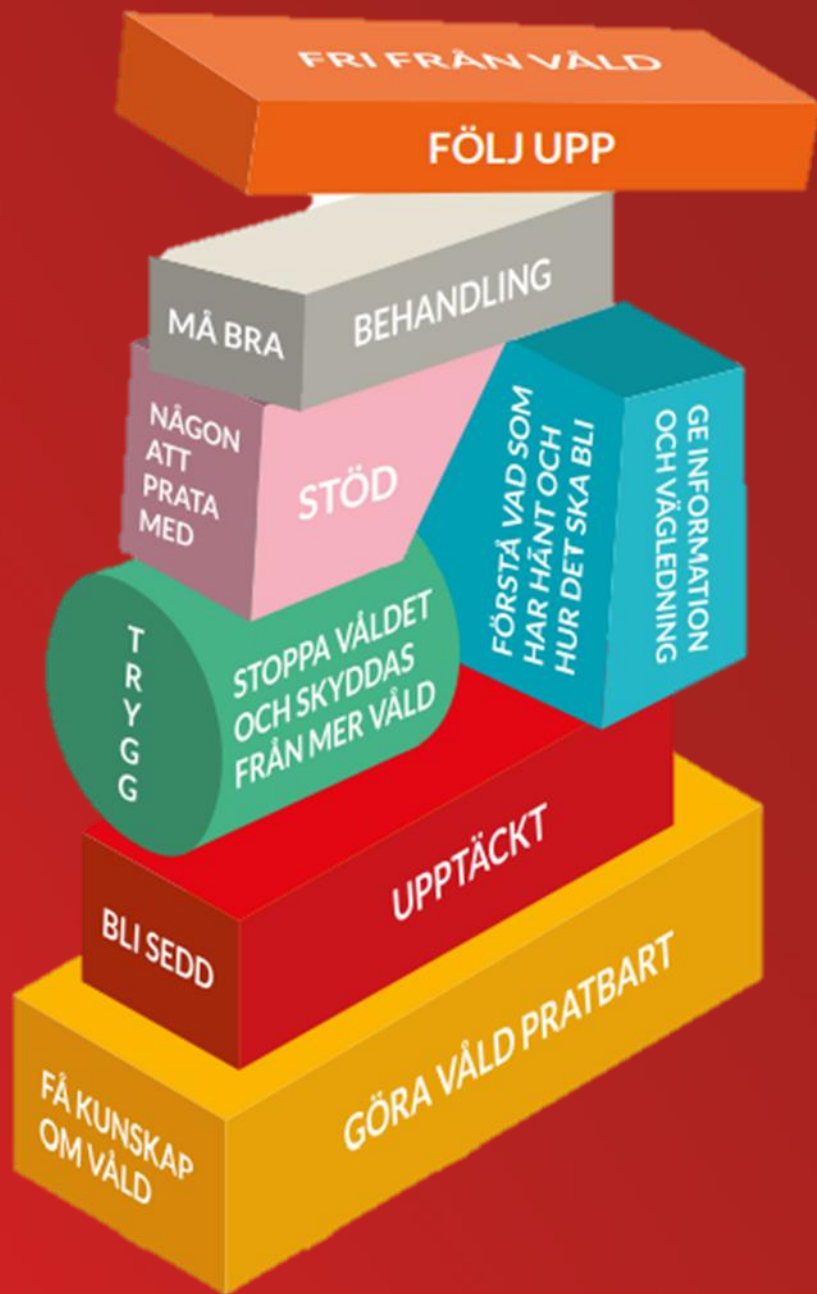 FRI FRÅN VÅLD
FÖLJ UPP
MÅ BRA
BEHANDLING
NÅGON
ATT
PRATA
MED
STÖD
FÖRSTÅ VAD SOM
HAR HÄNT OCH
HUR DET SKA BLI
GE INFORMATION
OCH VÄGLEDNING
TRYGG
STOPPA VÅLDET
OCH SKYDDAS
FRÅN MER VÅLD
BLI SEDD
UPPTÄCKT
FÅ KUNSKAP
OM VÅLD
GÖRA VÅLD PRATBART